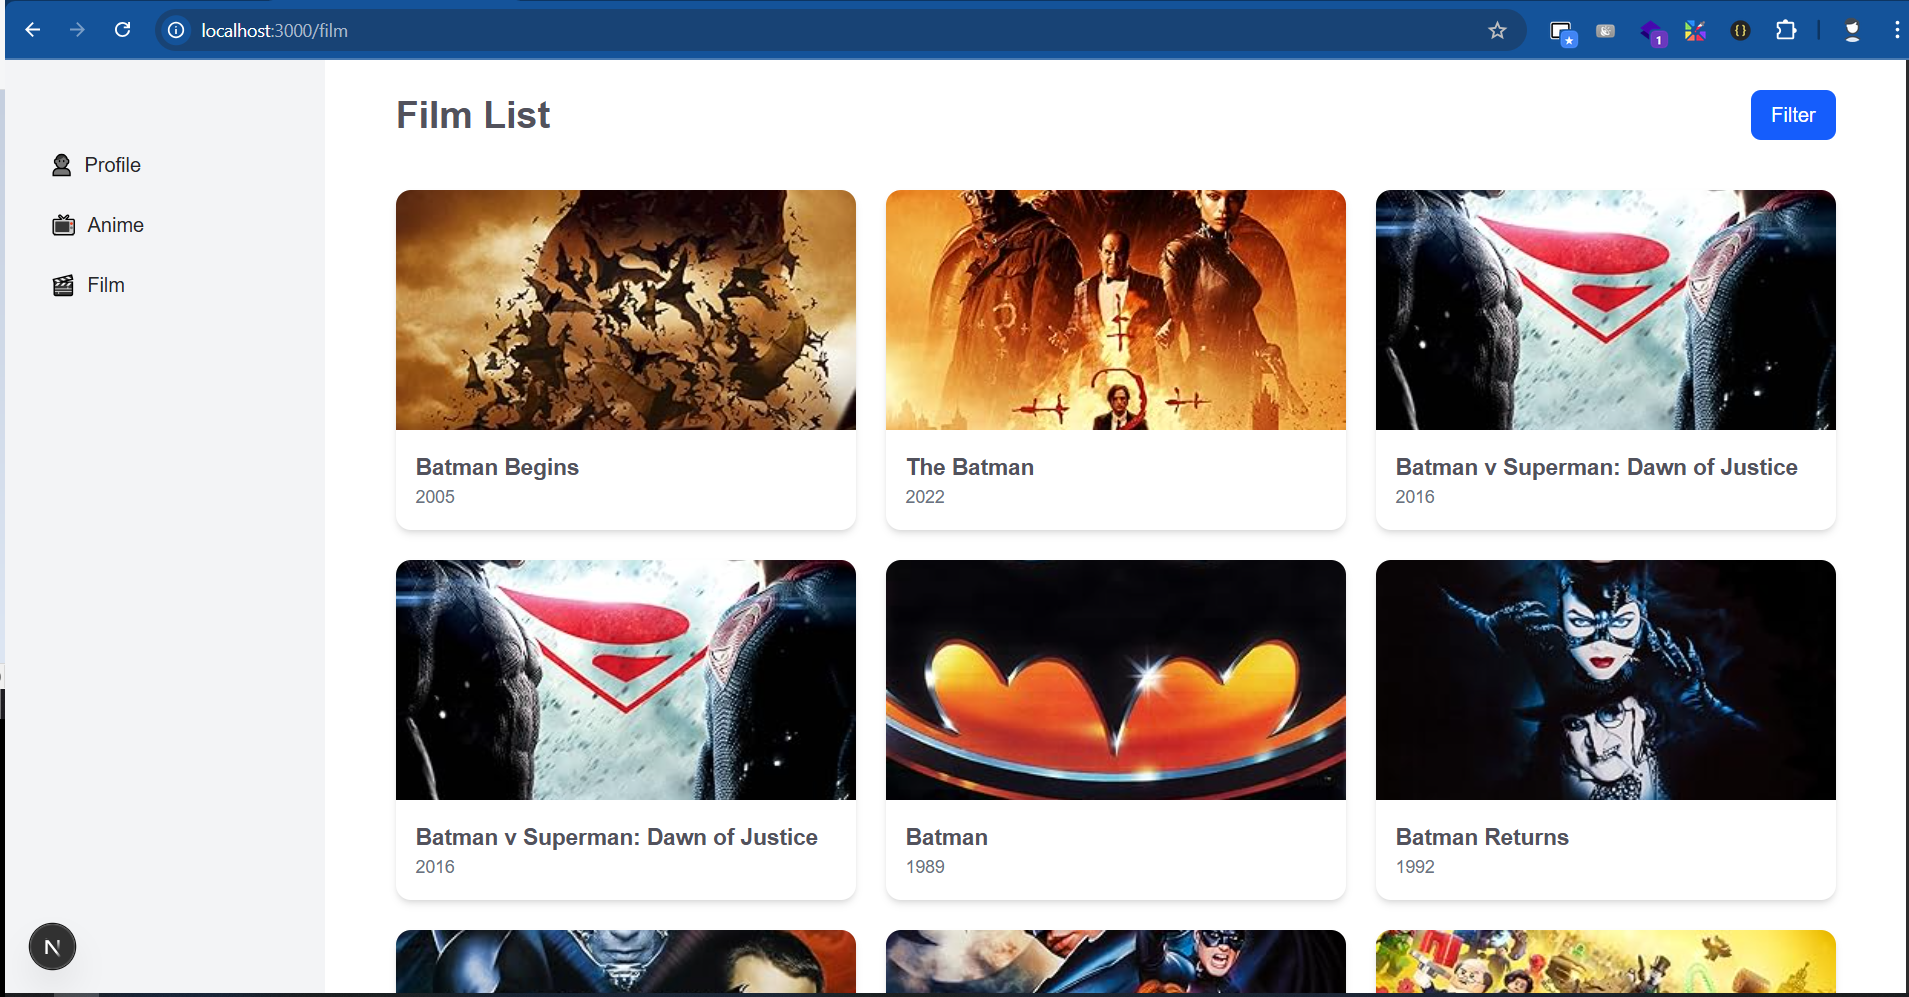 localhost:3000/film
1
Profile
Anime
Film
Film List
Filter
Batman Begins
2005
The Batman
2022
Batman v Superman: Dawn of Justice
2016
Batman v Superman: Dawn of Justice
2016
Batman
1989
Batman Returns
1992
N